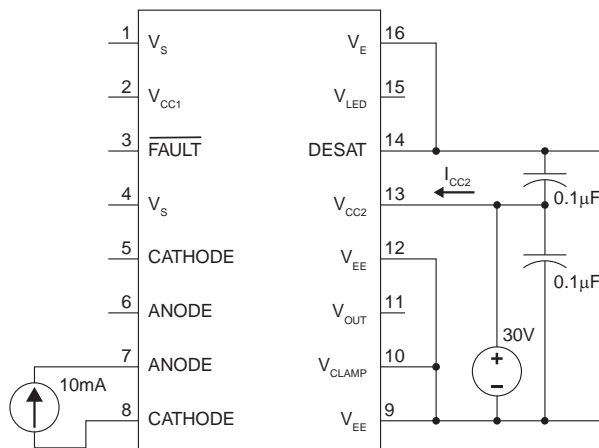 1 V_S V_E 16
2 V_CC1 V_LED 15
3 FAULT DESAT 14
I_CC2
0.1μF
4 V_S V_CC2 13
5 CATHODE V_EE 12
0.1μF
6 ANODE V_OUT 11
30V
7 ANODE V_CLAMP 10
10mA
8 CATHODE V_EE 9